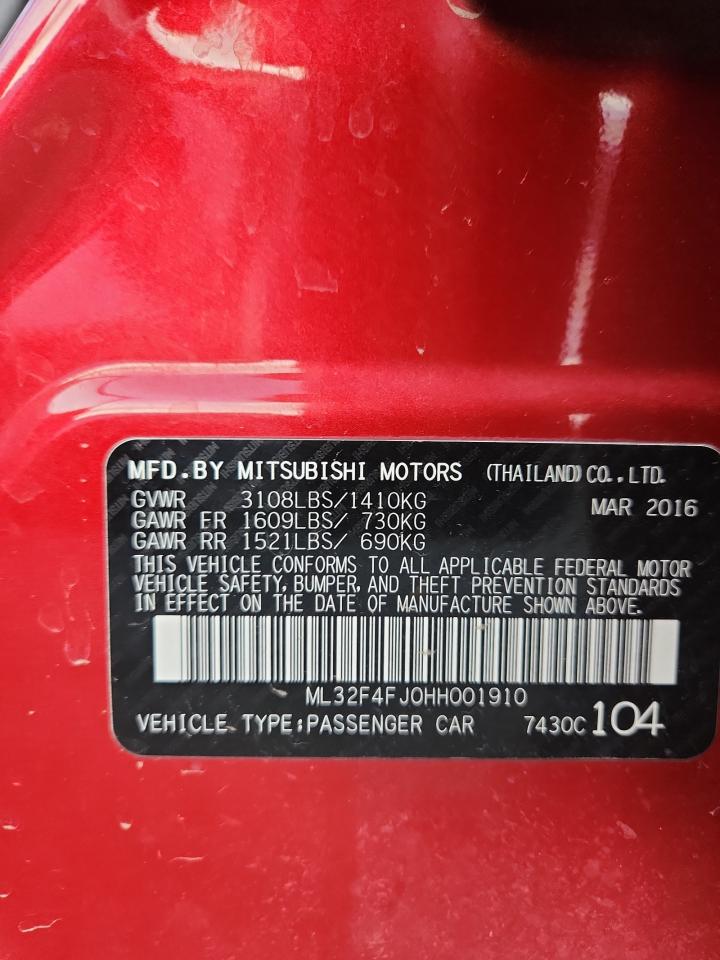 MFD.BY MITSUBISHI MOTORS (THAILAND) CO., LTD.
GVWR 3108LBS/1410KG MAR 2016
GAWR FR 1609LBS/ 730KG
GAWR RR 1521LBS/ 690KG
THIS VEHICLE CONFORMS TO ALL APPLICABLE FEDERAL MOTOR
VEHICLE SAFETY, BUMPER, AND THEFT PREVENTION STANDARDS
IN EFFECT ON THE DATE OF MANUFACTURE SHOWN ABOVE.
ML32F4FJ0HH001910
VEHICLE TYPE:PASSENGER CAR 7430C 104